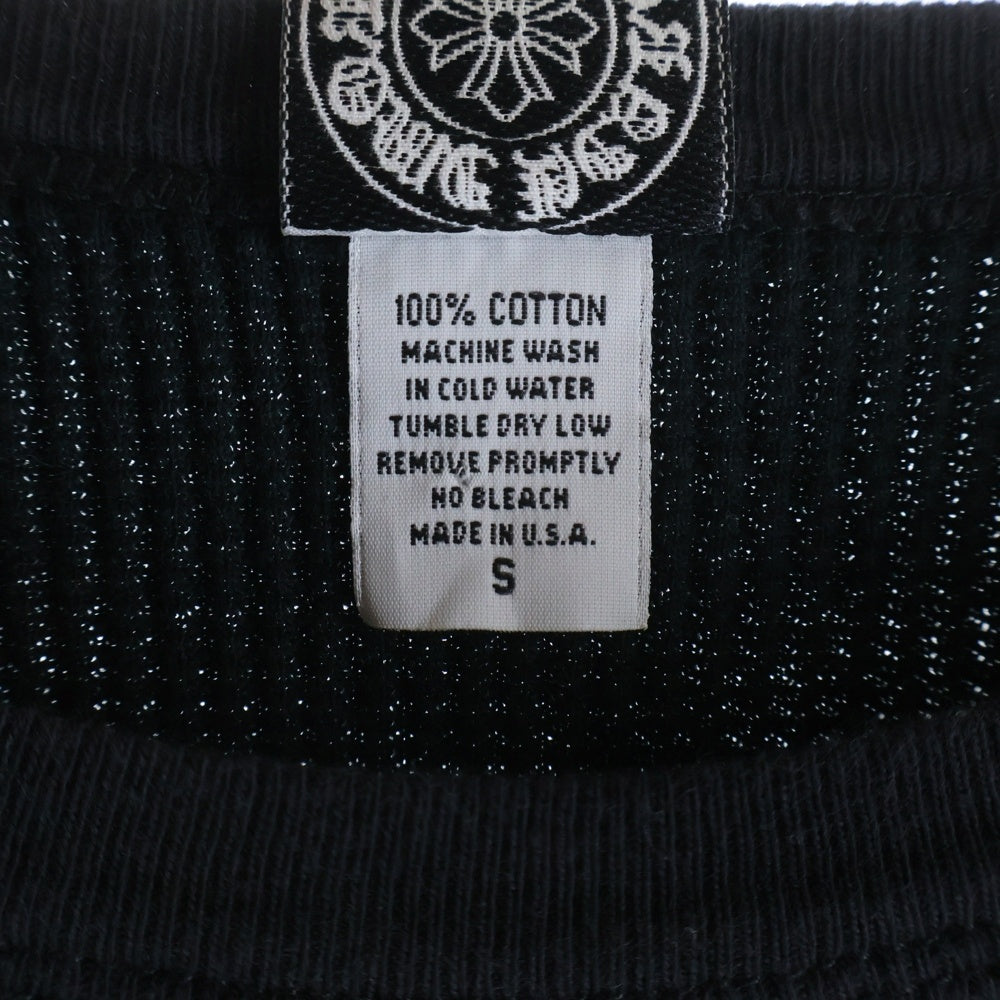 100% COTTON
MACHINE WASH
IN COLD WATER
TUMBLE DRY LOW
REMOVE PROMPTLY
NO BLEACH
MADE IN U.S.A.
S